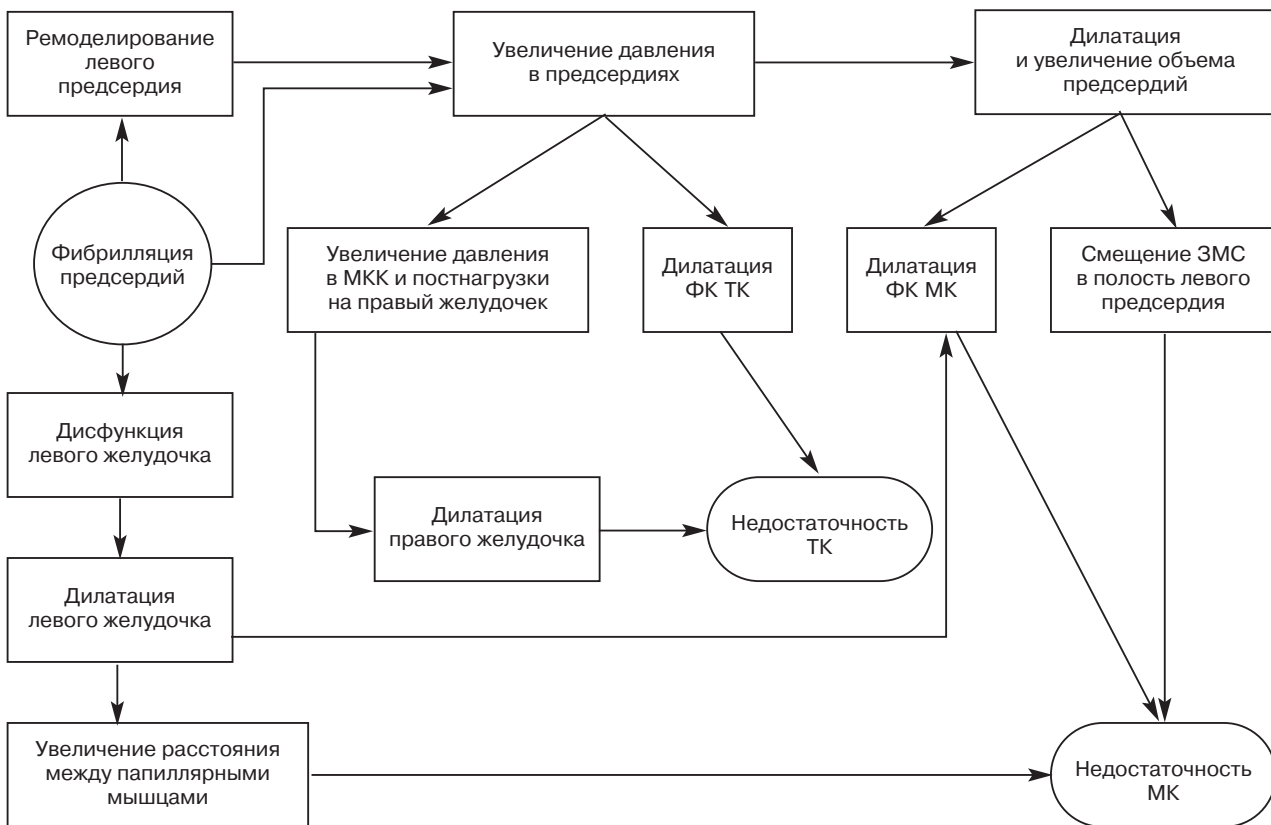 Ремоделирование
левого
предсердия
Увеличение давления
в предсердиях
Дилатация
и увеличение объема
предсердий
Фибрилляция
предсердий
Увеличение давления
в МКК и постнагрузки
на правый желудочек
Дилатация
ФК ТК
Дилатация
ФК МК
Смещение ЗМС
в полость левого
предсердия
Дисфункция
левого желудочка
Дилатация
правого желудочка
Недостаточность
ТК
Дилатация
левого желудочка
Увеличение расстояния
между папиллярными
мышцами
Недостаточность
МК